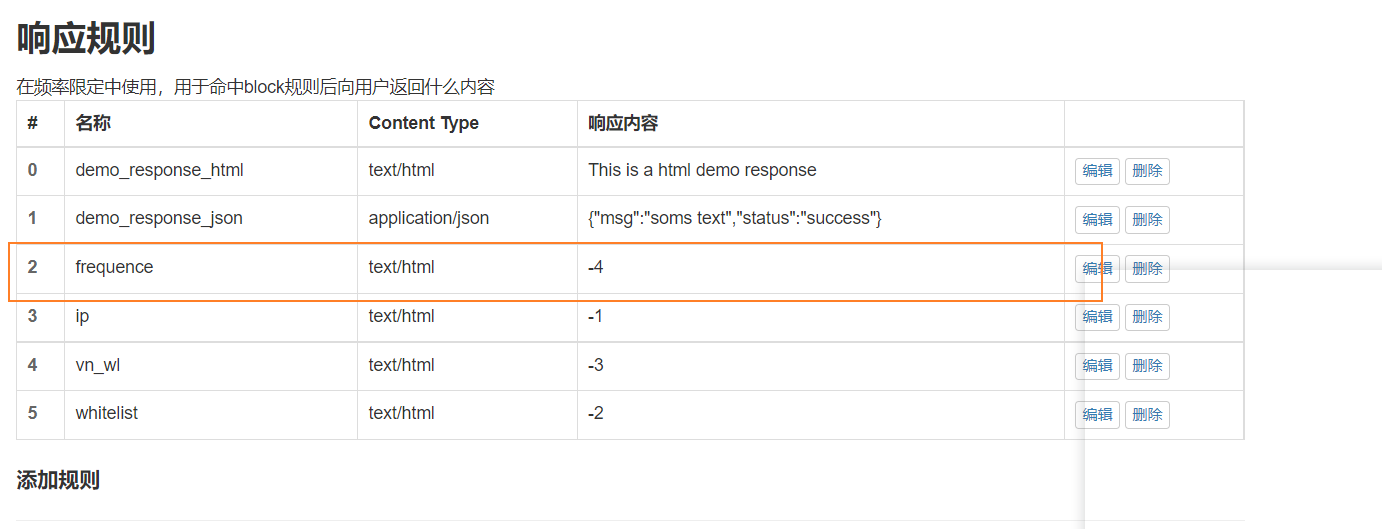 响应规则
在频率限定中使用，用于命中block规则后向用户返回什么内容
# 名称 Content Type 响应内容
0 demo_response_html text/html This is a html demo response 编辑 删除
1 demo_response_json application/json {"msg":"soms text","status":"success"} 编辑 删除
2 frequence text/html -4 编辑 删除
3 ip text/html -1 编辑 删除
4 vn_wl text/html -3 编辑 删除
5 whitelist text/html -2 编辑 删除
添加规则